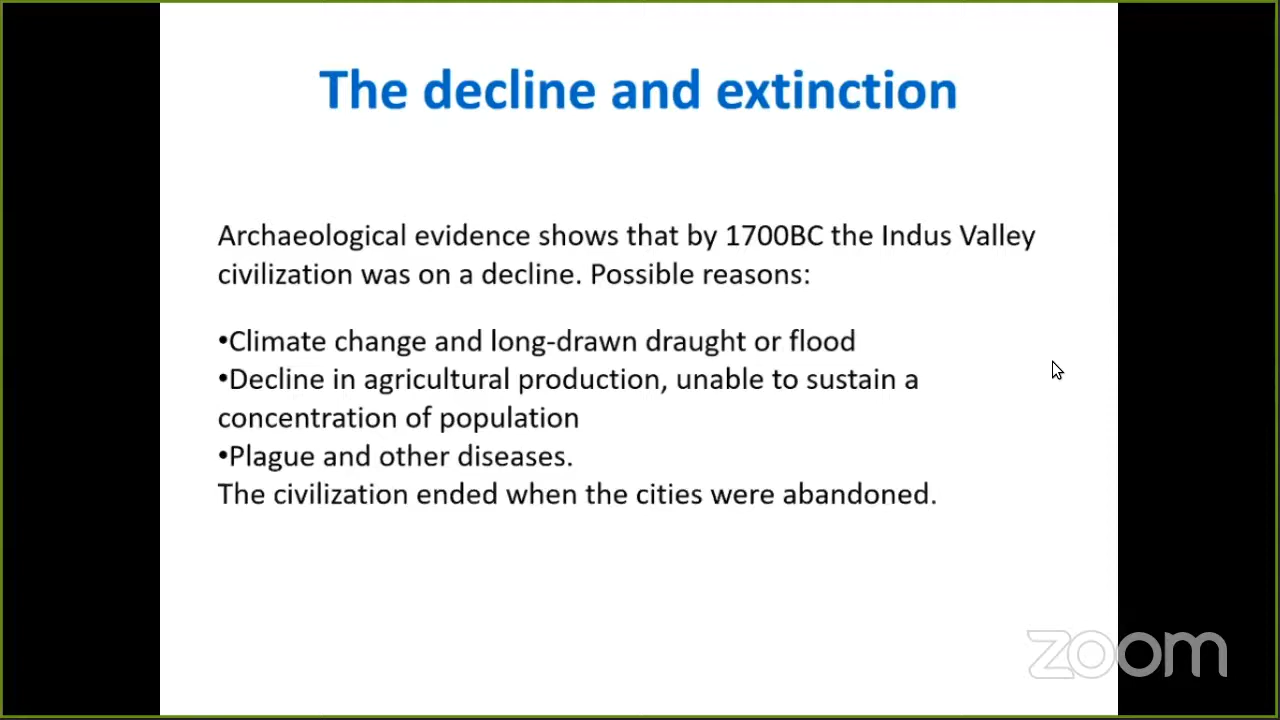 The decline and extinction
Archaeological evidence shows that by 1700BC the Indus Valley
civilization was on a decline. Possible reasons:
•Climate change and long-drawn draught or flood
•Decline in agricultural production, unable to sustain a
concentration of population
•Plague and other diseases.
The civilization ended when the cities were abandoned.
zoom